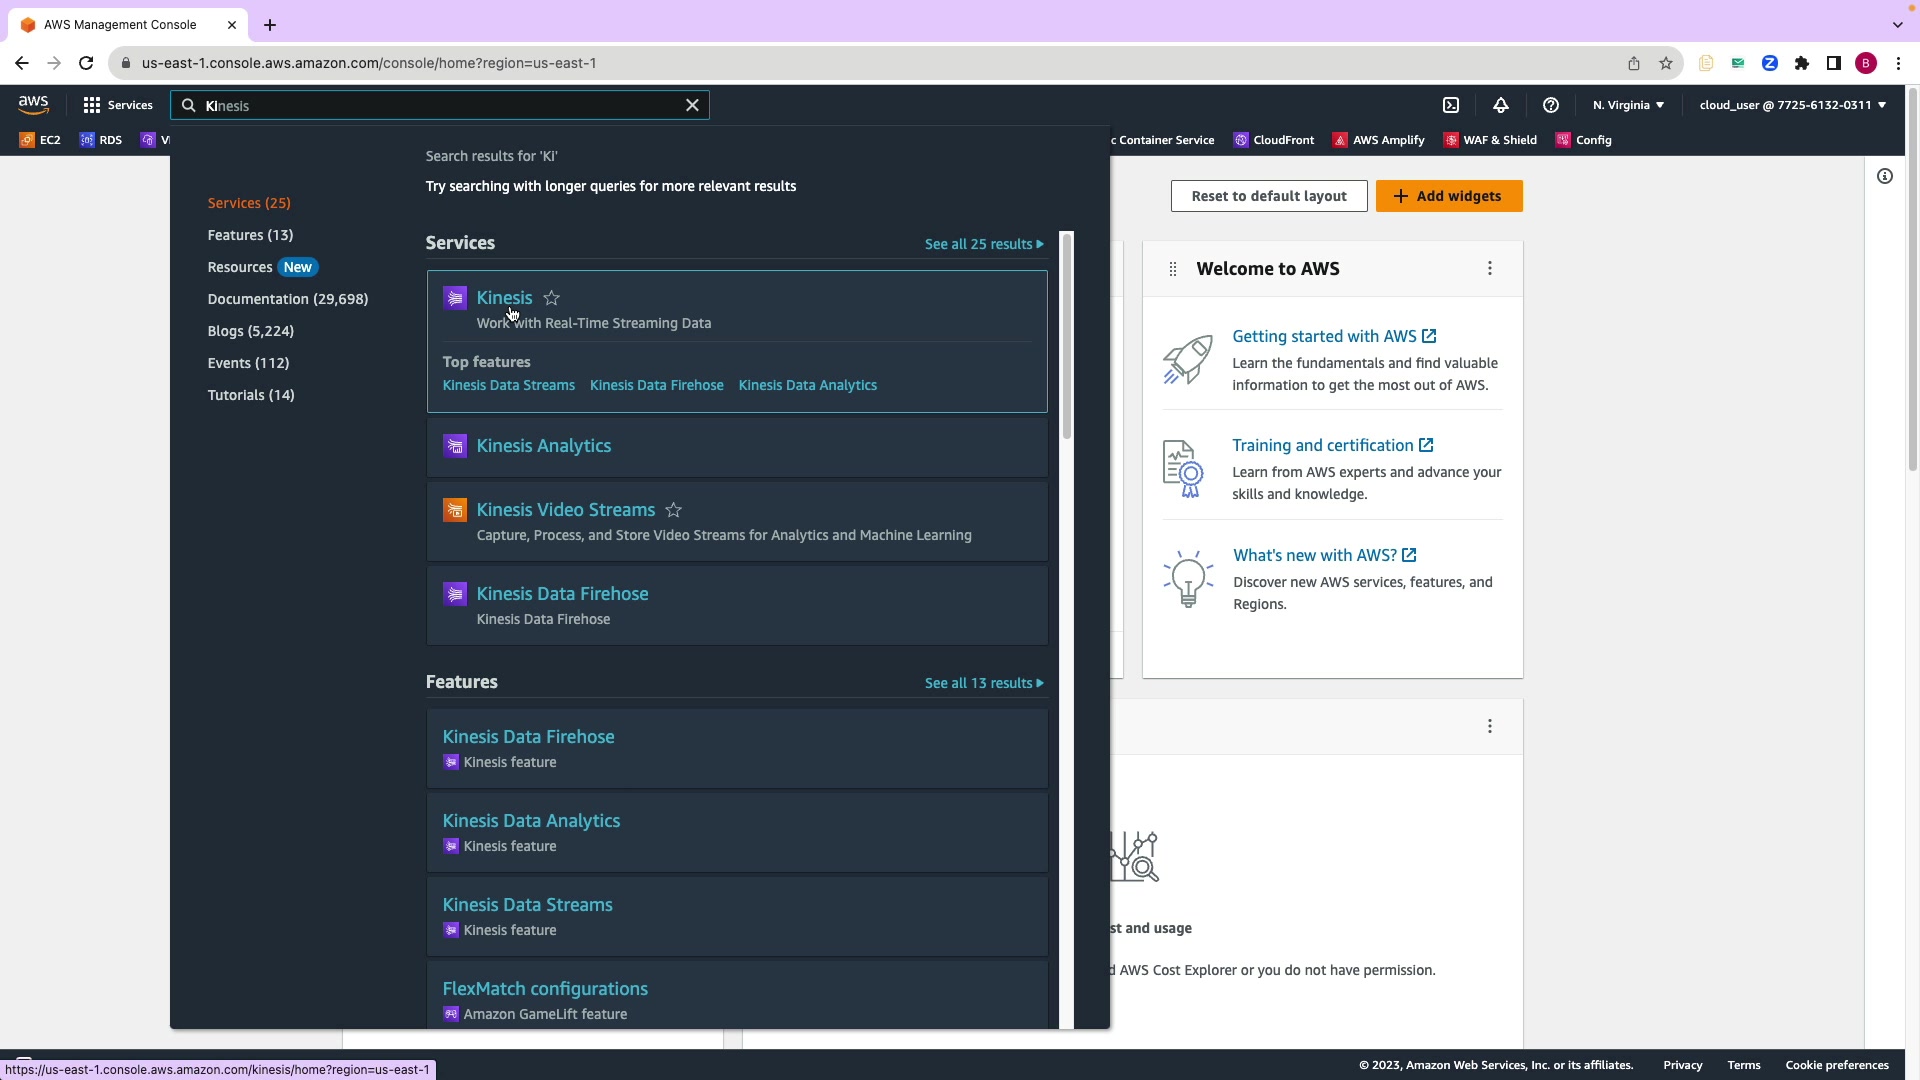 AWS Management Console
us-east-1.console.aws.amazon.com/console/home?region=us-east-1
B
aws
Services
Kinesis
N. Virginia
cloud_user @ 7725-6132-0311
EC2
RDS
c Container Service
CloudFront
AWS Amplify
WAF & Shield
Config
Search results for 'Ki'
Try searching with longer queries for more relevant results
Services (25)
Features (13)
Resources New
Documentation (29,698)
Blogs (5,224)
Events (112)
Tutorials (14)
Services
See all 25 results
Kinesis
Work with Real-Time Streaming Data
Top features
Kinesis Data Streams Kinesis Data Firehose Kinesis Data Analytics
Kinesis Analytics
Kinesis Video Streams
Capture, Process, and Store Video Streams for Analytics and Machine Learning
Kinesis Data Firehose
Kinesis Data Firehose
Features
See all 13 results
Kinesis Data Firehose
Kinesis feature
Kinesis Data Analytics
Kinesis feature
Kinesis Data Streams
Kinesis feature
FlexMatch configurations
Amazon GameLift feature
Reset to default layout
+ Add widgets
Welcome to AWS
Getting started with AWS
Learn the fundamentals and find valuable
information to get the most out of AWS.
Training and certification
Learn from AWS experts and advance your
skills and knowledge.
What's new with AWS?
Discover new AWS services, features, and
Regions.
st and usage
d AWS Cost Explorer or you do not have permission.
https://us-east-1.console.aws.amazon.com/kinesis/home?region=us-east-1
© 2023, Amazon Web Services, Inc. or its affiliates.
Privacy
Terms
Cookie preferences